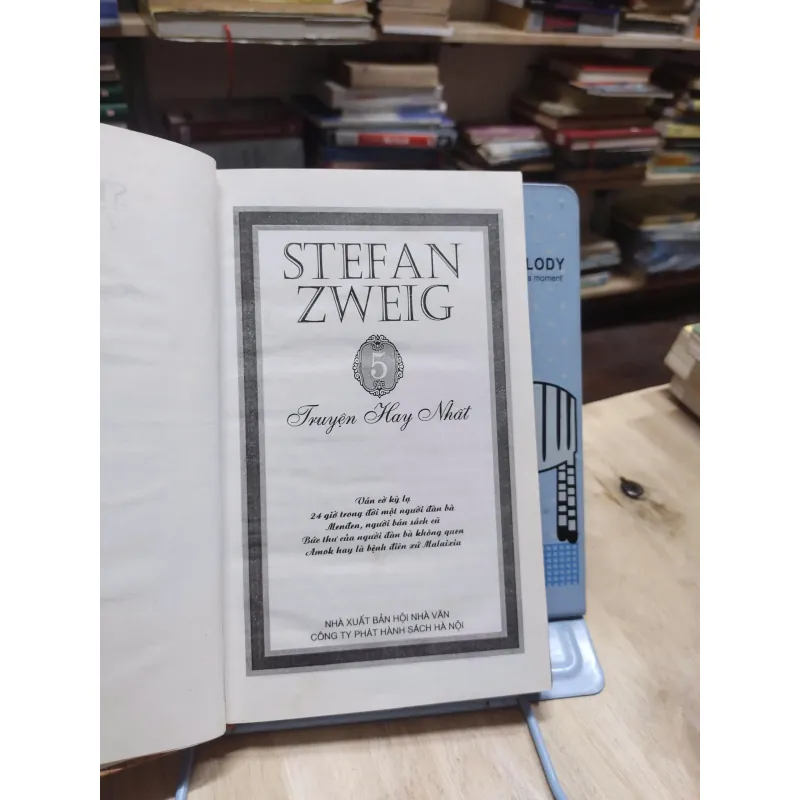 STEFAN
ZWEIG
5
Truyện Hay Nhất
Ván cờ kỳ lạ
24 giờ trong đời một người đàn bà
Menđen, người bán sách cũ
Bức thư của người đàn bà không quen
Amok hay là bệnh điên xứ Malaixia
NHÀ XUẤT BẢN HỘI NHÀ VĂN
CÔNG TY PHÁT HÀNH SÁCH HÀ NỘI
LODY
a moment